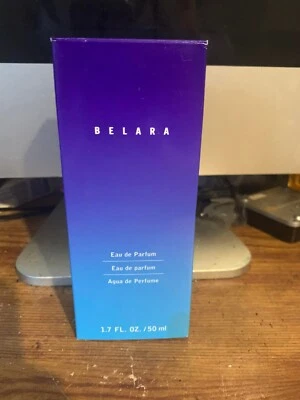 BELARA
Eau de Parfum
Eau de parfum
Agua de Perfume
1.7 FL. OZ. / 50 ml